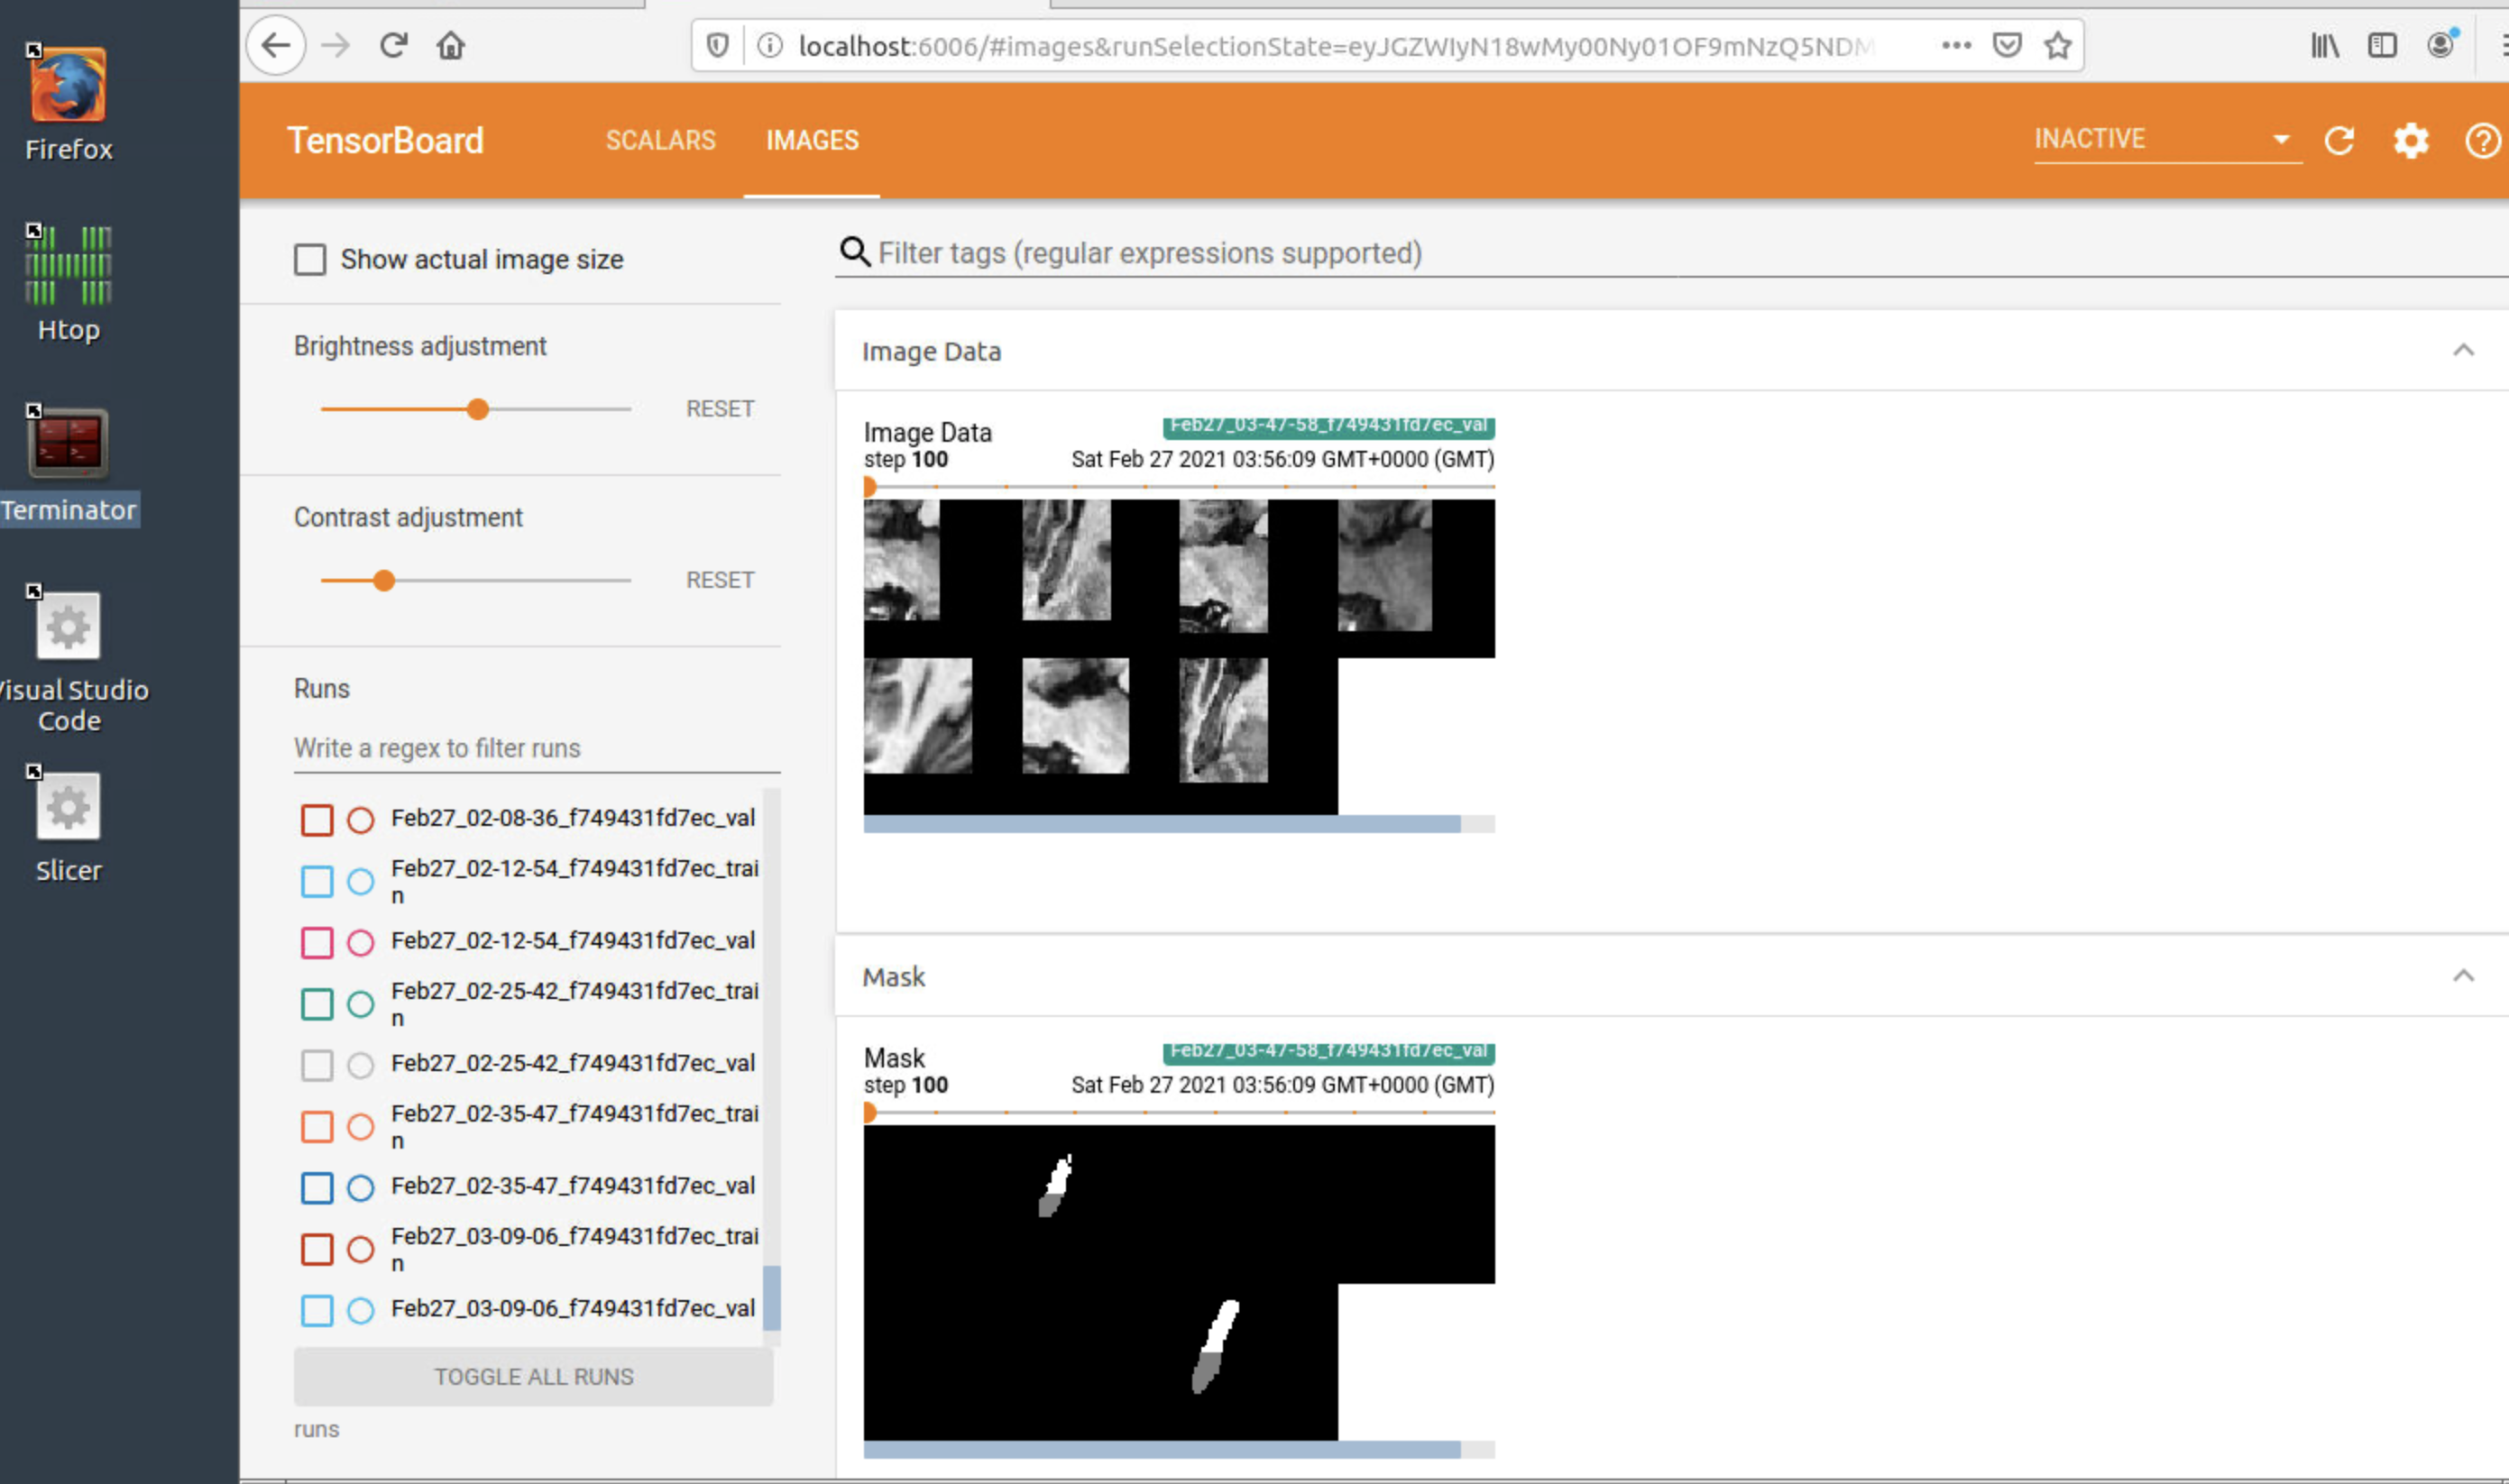 localhost:6006/#images&runSelectionState=eyJGZWIyN18wMy00Ny01OF9mNzQ5NDM
Firefox
Htop
Terminator
Visual Studio
Code
Slicer
TensorBoard
SCALARS
IMAGES
INACTIVE
Show actual image size
Brightness adjustment
RESET
Contrast adjustment
RESET
Runs
Write a regex to filter runs
Feb27_02-08-36_f749431fd7ec_val
Feb27_02-12-54_f749431fd7ec_trai
n
Feb27_02-12-54_f749431fd7ec_val
Feb27_02-25-42_f749431fd7ec_trai
n
Feb27_02-25-42_f749431fd7ec_val
Feb27_02-35-47_f749431fd7ec_trai
n
Feb27_02-35-47_f749431fd7ec_val
Feb27_03-09-06_f749431fd7ec_trai
n
Feb27_03-09-06_f749431fd7ec_val
TOGGLE ALL RUNS
runs
Filter tags (regular expressions supported)
Image Data
Image Data
Feb27_03-47-58_f749431fd7ec_val
step 100
Sat Feb 27 2021 03:56:09 GMT+0000 (GMT)
Mask
Mask
Feb27_03-47-58_f749431fd7ec_val
step 100
Sat Feb 27 2021 03:56:09 GMT+0000 (GMT)